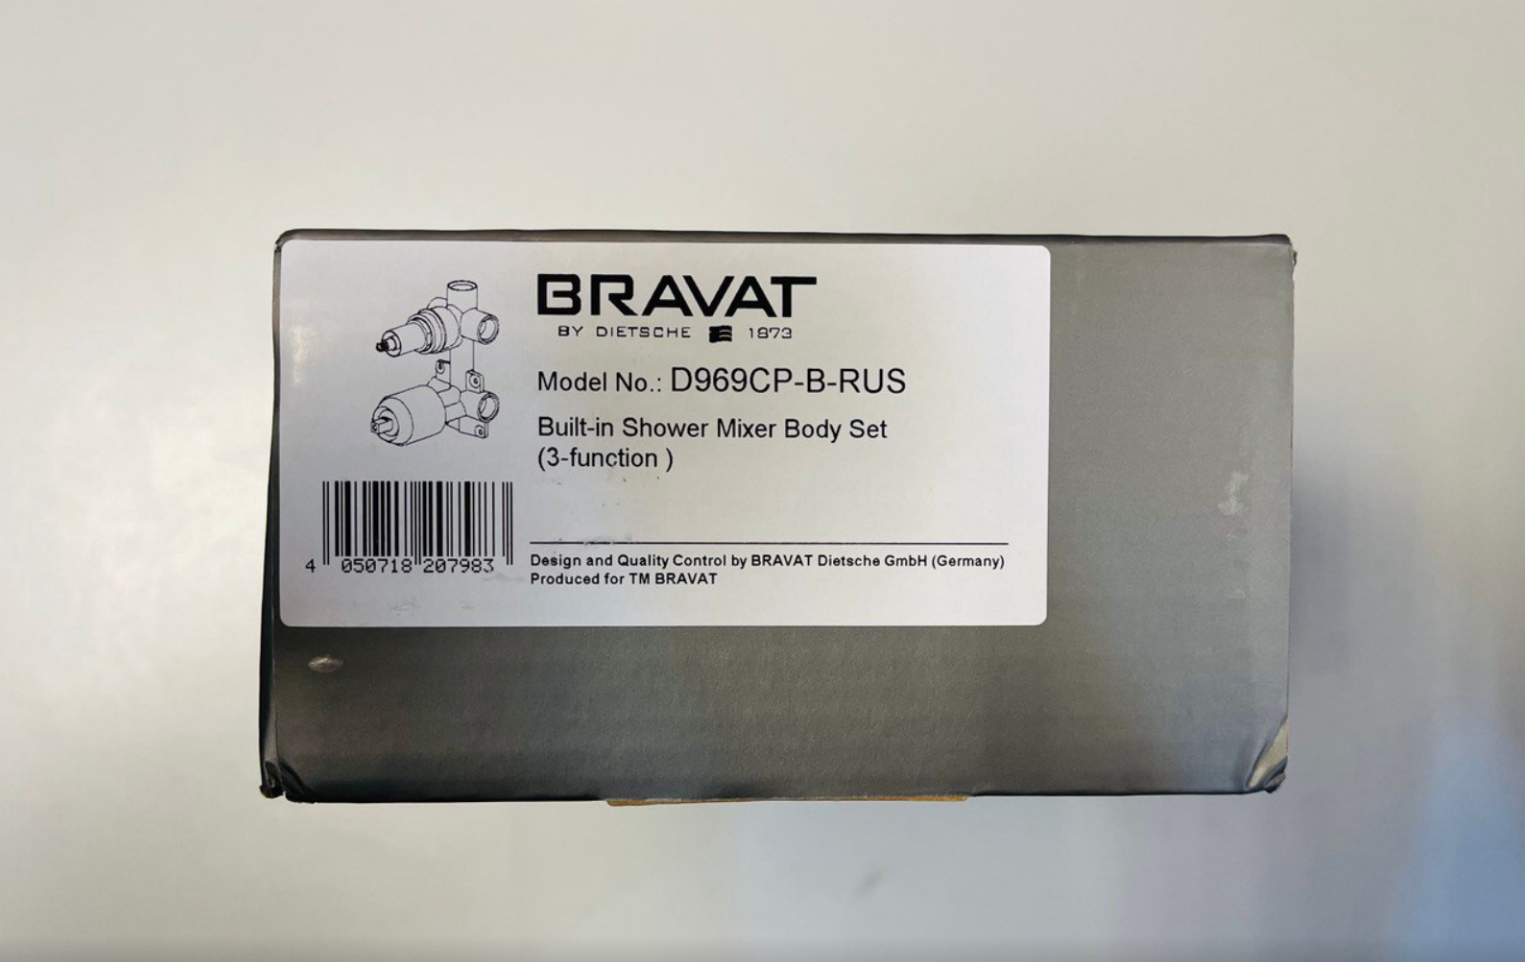 BRAVAT
BY DIETSCHE 1873
Model No.: D969CP-B-RUS
Built-in Shower Mixer Body Set
(3-function )
4 050718 207983
Design and Quality Control by BRAVAT Dietsche GmbH (Germany)
Produced for TM BRAVAT